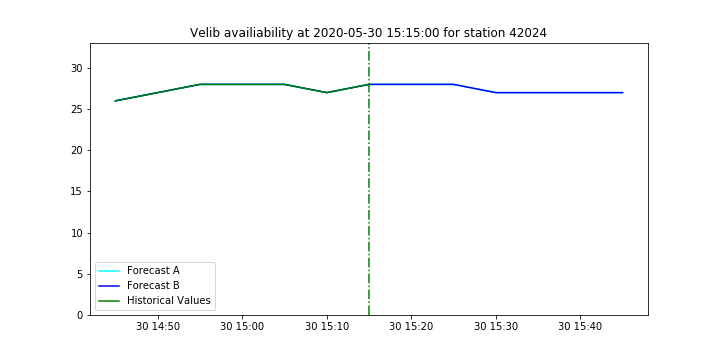 Velib availiability at 2020-05-30 15:15:00 for station 42024
30
25
20
15
10
5
0
Forecast A
Forecast B
Historical Values
30 14:50 30 15:00 30 15:10 30 15:20 30 15:30 30 15:40